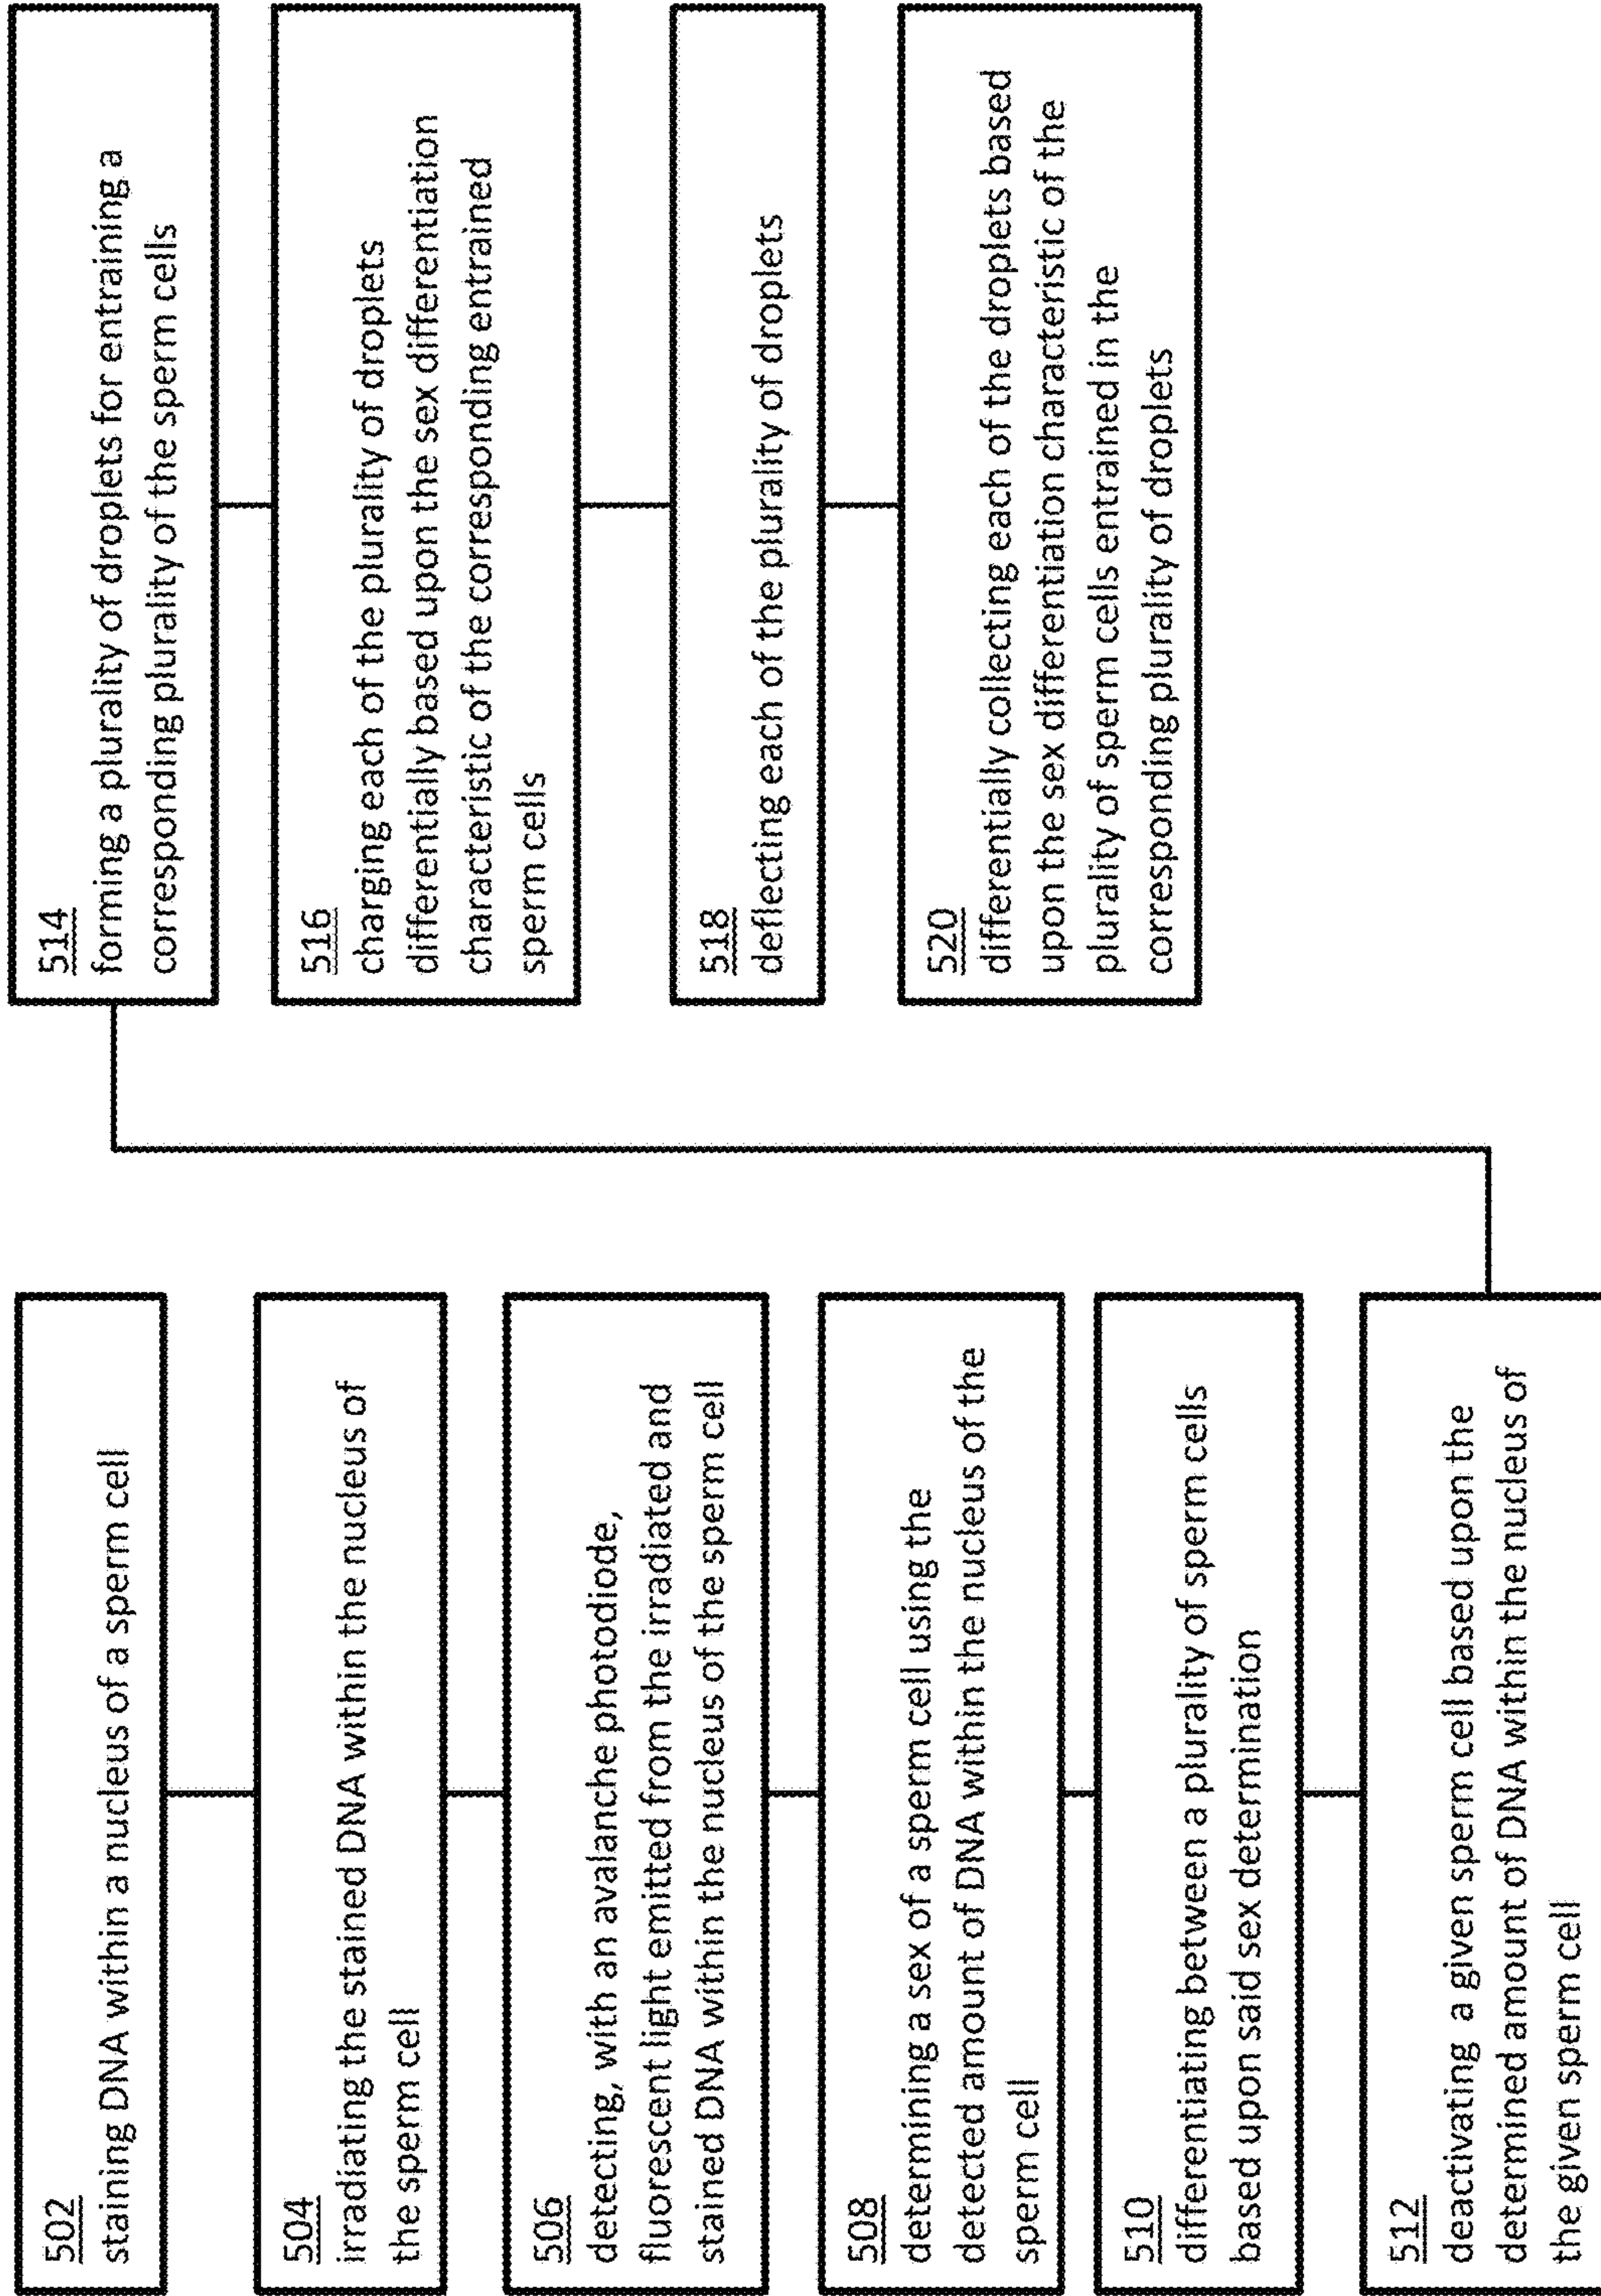 502
staining DNA within a nucleus of a sperm cell
504
irradiating the stained DNA within the nucleus of
the sperm cell
506
detecting, with an avalanche photodiode,
fluorescent light emitted from the irradiated and
stained DNA within the nucleus of the sperm cell
508
determining a sex of a sperm cell using the
detected amount of DNA within the nucleus of the
sperm cell
510
differentiating between a plurality of sperm cells
based upon said sex determination
512
deactivating a given sperm cell based upon the
determined amount of DNA within the nucleus of
the given sperm cell
514
forming a plurality of droplets for entraining a
corresponding plurality of the sperm cells
516
charging each of the plurality of droplets
differentially based upon the sex differentiation
characteristic of the corresponding entrained
sperm cells
518
deflecting each of the plurality of droplets
520
differentially collecting each of the droplets based
upon the sex differentiation characteristic of the
plurality of sperm cells entrained in the
corresponding plurality of droplets